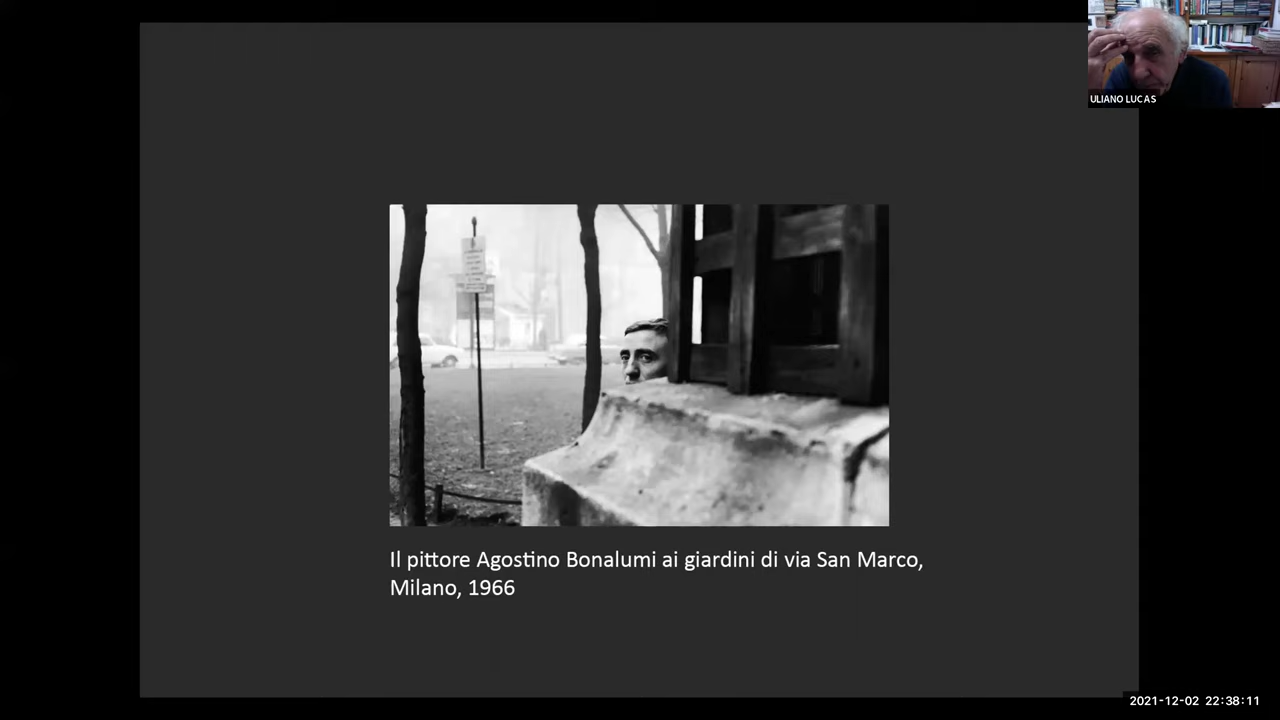 ULIANO LUCAS
Il pittore Agostino Bonalumi ai giardini di via San Marco,
Milano, 1966
2021-12-02 22:38:11